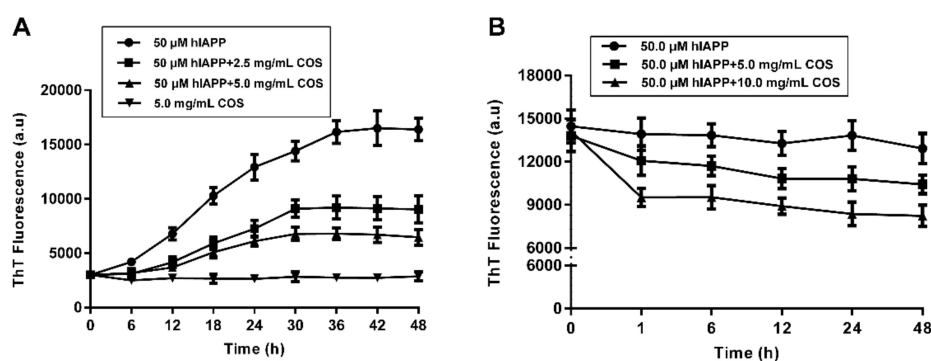 A
50 µM hIAPP
50 µM hIAPP+2.5 mg/mL COS
50 µM hIAPP+5.0 mg/mL COS
5.0 mg/mL COS
ThT Fluorescence (a.u)
20000
15000
10000
5000
0
0 6 12 18 24 30 36 42 48
Time (h)
B
50.0 µM hIAPP
50.0 µM hIAPP+5.0 mg/mL COS
50.0 µM hIAPP+10.0 mg/mL COS
ThT Fluorescence (a.u)
18000
15000
12000
9000
6000
6000
0
0 1 6 12 24 48
Time (h)